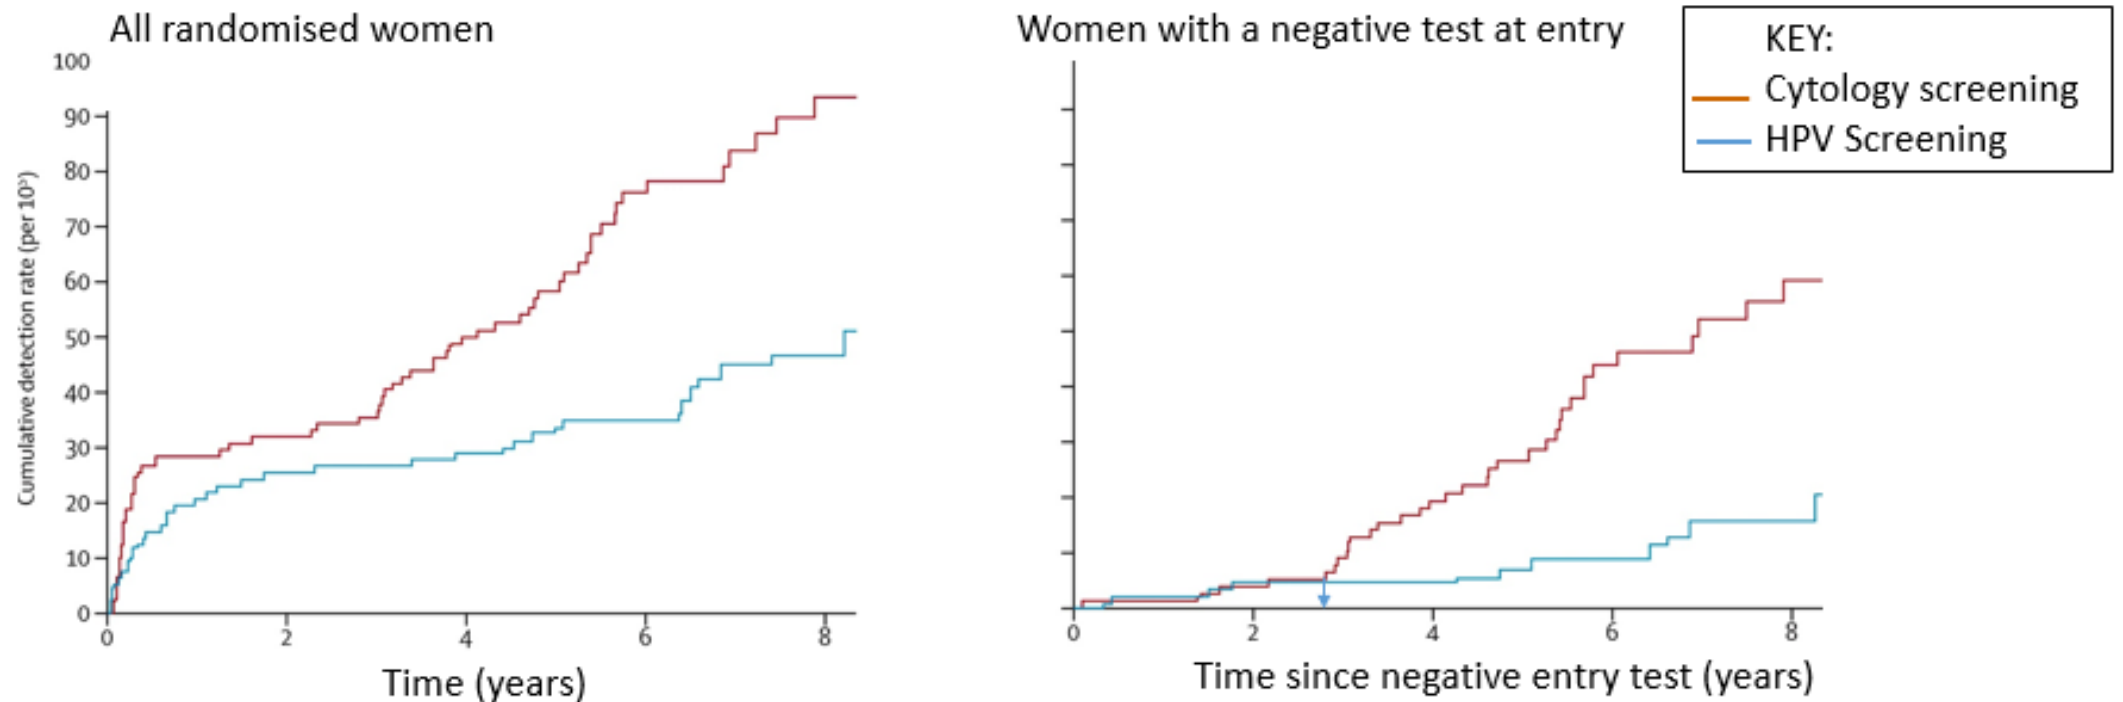 All randomised women
Women with a negative test at entry
KEY:
Cytology screening
HPV Screening
Cumulative detection rate (per 10⁵)
100
90
80
70
60
50
40
30
20
10
0
0 2 4 6 8
Time (years)
0 2 4 6 8
Time since negative entry test (years)